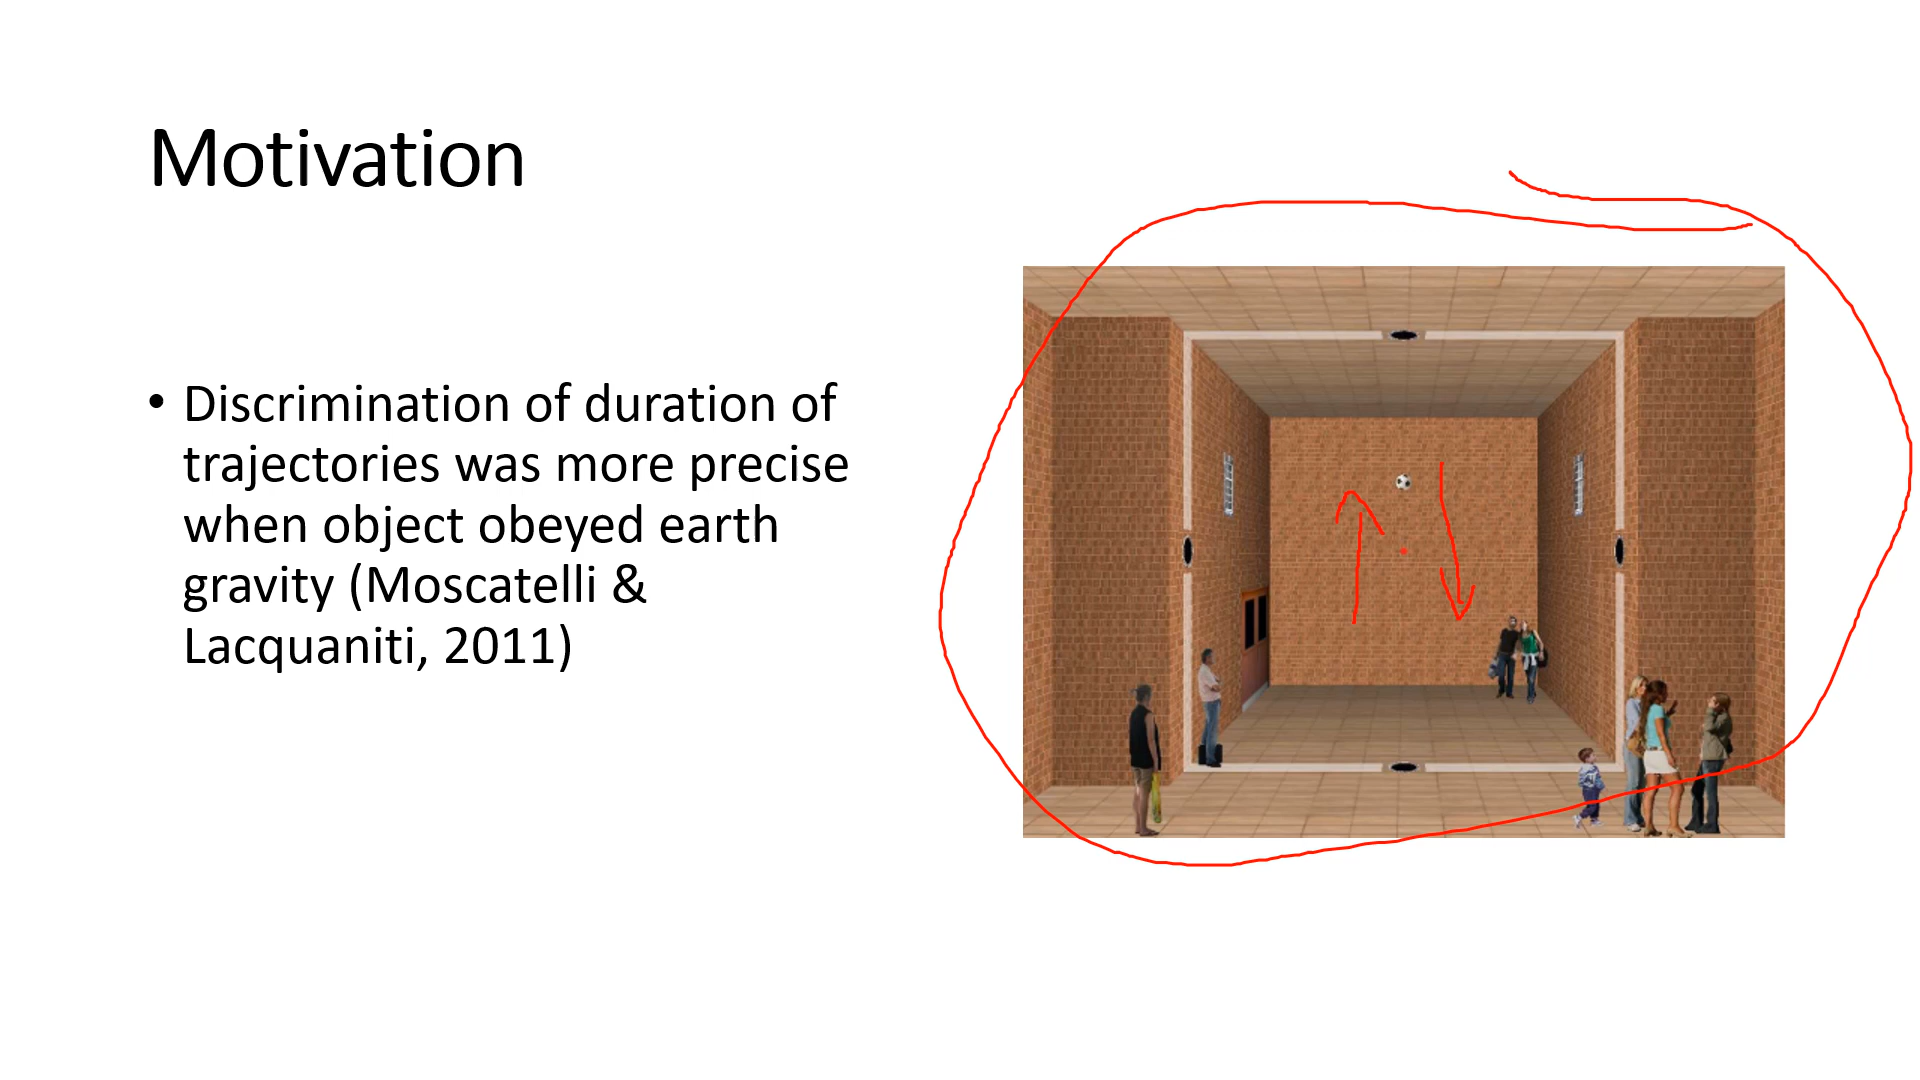 Motivation
• Discrimination of duration of
trajectories was more precise
when object obeyed earth
gravity (Moscatelli &
Lacquaniti, 2011)